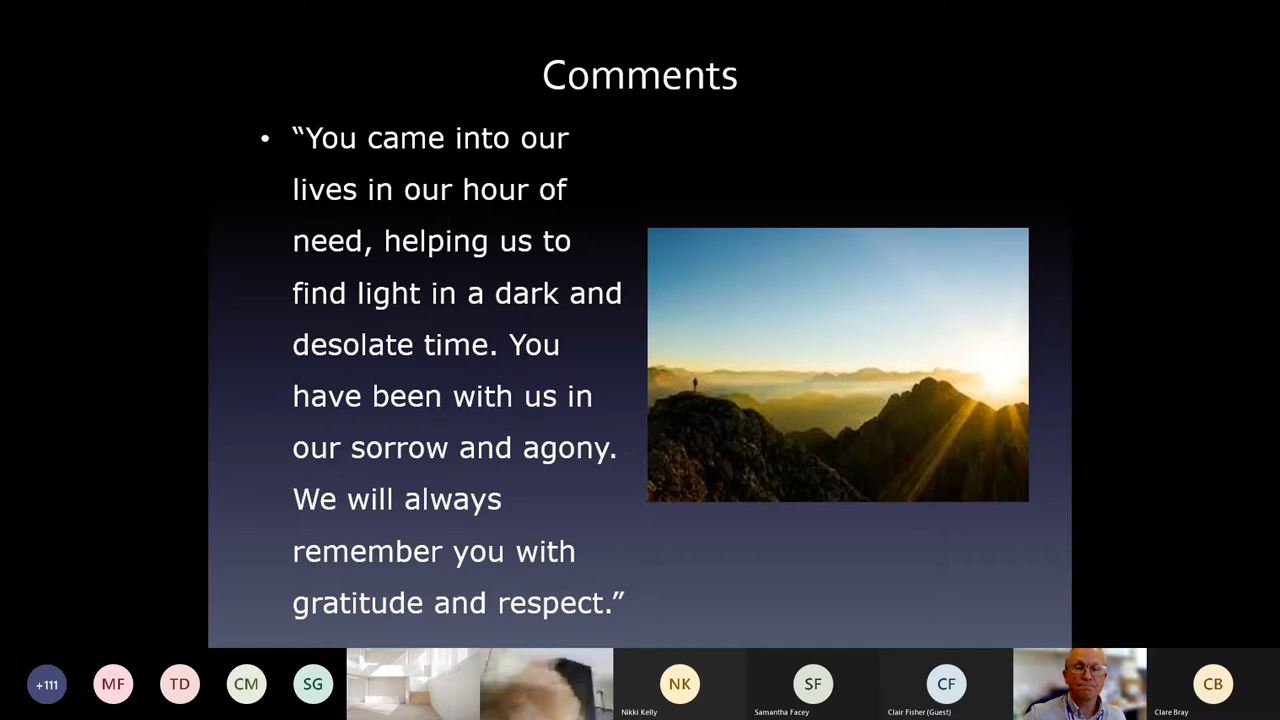 Comments
• “You came into our
lives in our hour of
need, helping us to
find light in a dark and
desolate time. You
have been with us in
our sorrow and agony.
We will always
remember you with
gratitude and respect.”
+111
MF
TD
CM
SG
NK
SF
CF
CB
Nikki Kelly
Samantha Facey
Clair Fisher (Guest)
Clare Bray